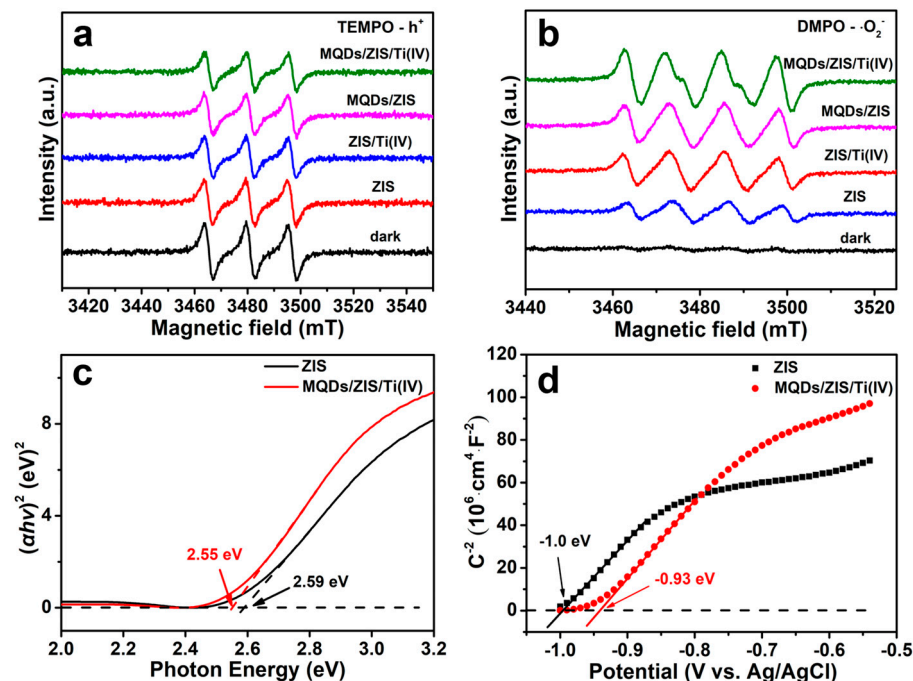 a
TEMPO - h⁺
MQDs/ZIS/Ti(IV)
MQDs/ZIS
ZIS/Ti(IV)
ZIS
dark
Intensity (a.u.)
3420 3440 3460 3480 3500 3520 3540
Magnetic field (mT)
b
DMPO - ·O₂⁻
MQDs/ZIS/Ti(IV)
MQDs/ZIS
ZIS/Ti(IV)
ZIS
dark
Intensity (a.u.)
3440 3460 3480 3500 3520
Magnetic field (mT)
c
ZIS
MQDs/ZIS/Ti(IV)
(αhv)² (eV)²
8
4
0
2.55 eV
2.59 eV
2.0 2.2 2.4 2.6 2.8 3.0 3.2
Photon Energy (eV)
d
ZIS
MQDs/ZIS/Ti(IV)
C⁻² (10⁶·cm⁴·F⁻²)
120
100
80
60
40
20
0
-1.0 eV
-0.93 eV
-1.0 -0.9 -0.8 -0.7 -0.6 -0.5
Potential (V vs. Ag/AgCl)